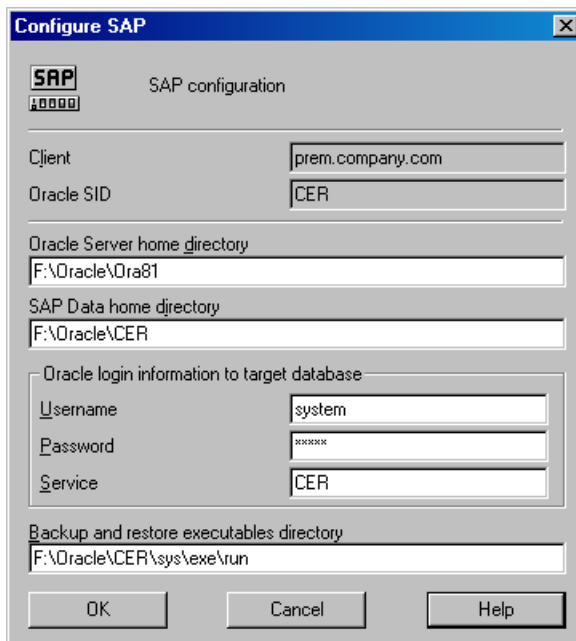 Configure SAP
SAP
SAP configuration
Client prem.company.com
Oracle SID CER
Oracle Server home directory
F:\Oracle\Ora81
SAP Data home directory
F:\Oracle\CER
Oracle login information to target database
Username system
Password *****
Service CER
Backup and restore executables directory
F:\Oracle\CER\sys\exe\run
OK Cancel Help